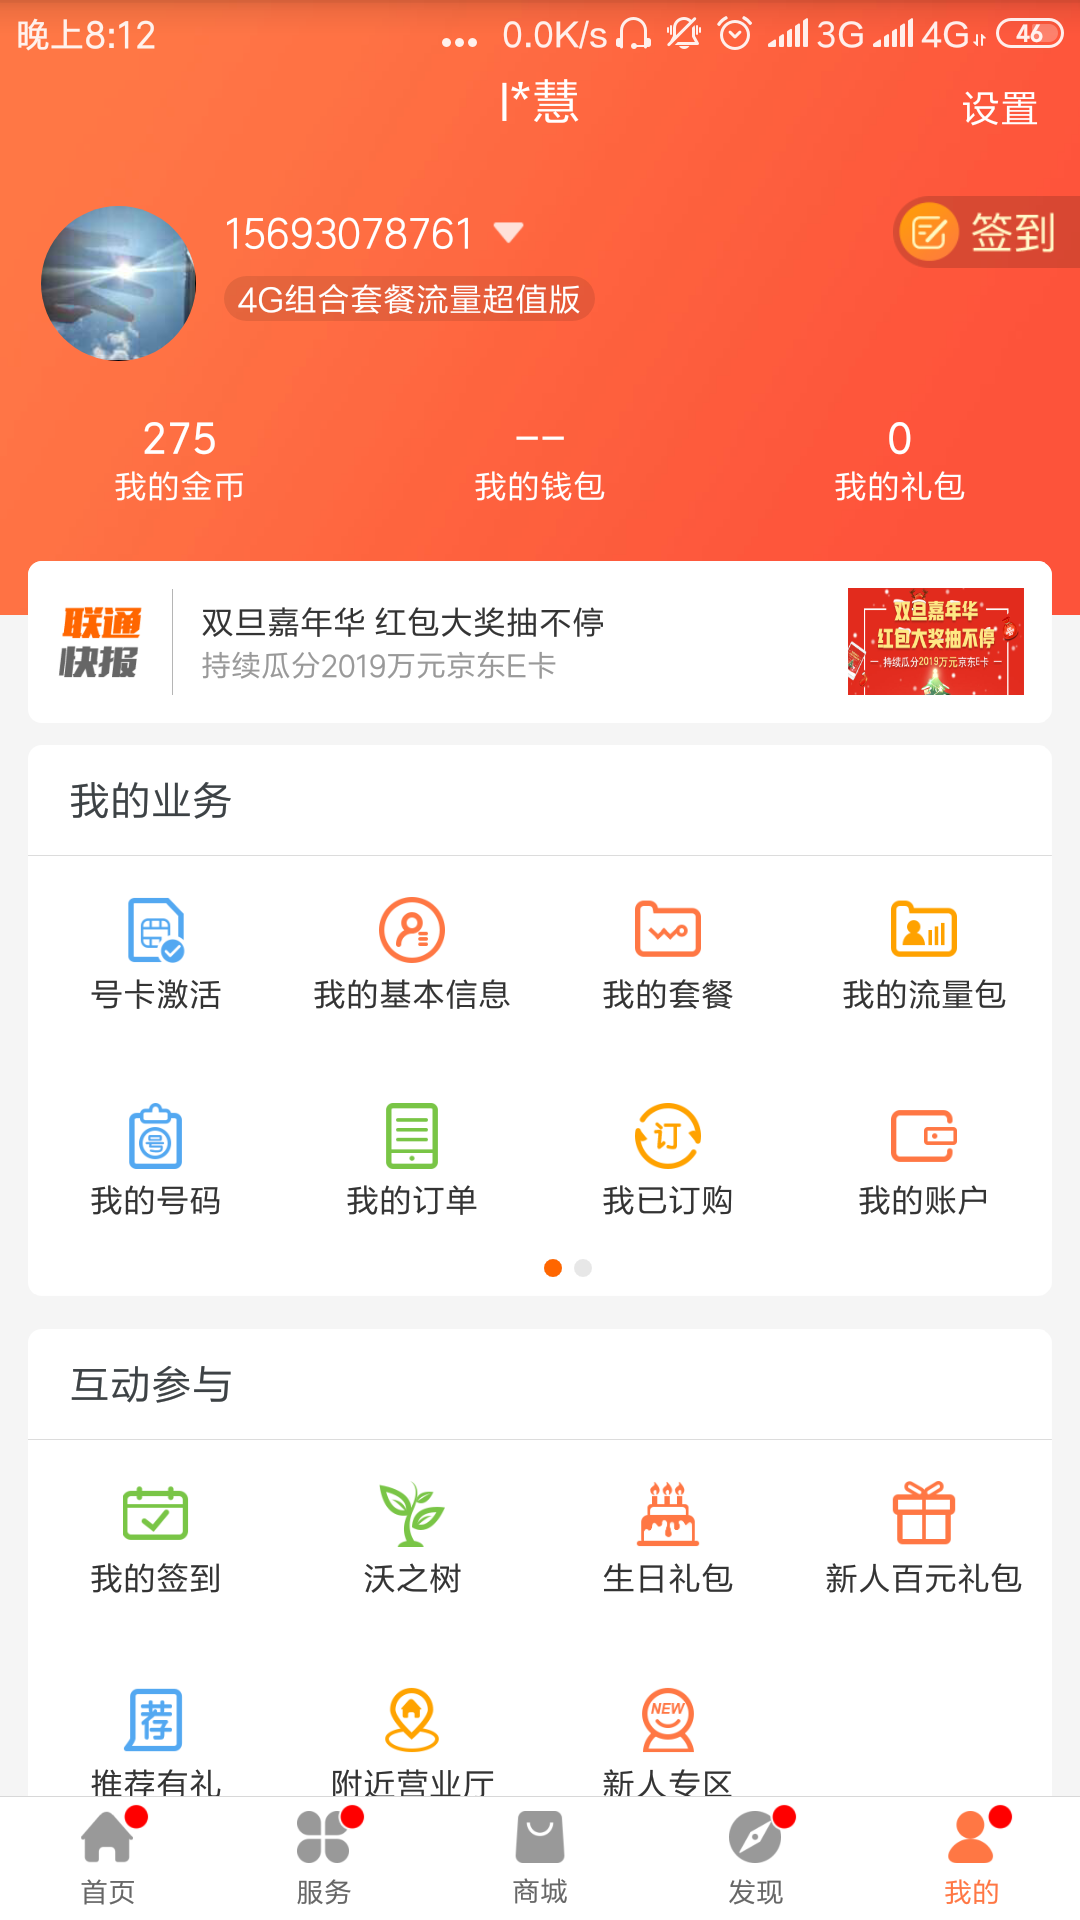 晚上8:12
... 0.0K/s 3G 4G 46
l*慧
设置
15693078761
签到
4G组合套餐流量超值版
275
--
0
我的金币
我的钱包
我的礼包
联通
快报
双旦嘉年华 红包大奖抽不停
持续瓜分2019万元京东E卡
双旦嘉年华
红包大奖抽不停
持续瓜分2019万元京东E卡
我的业务
号卡激活
我的基本信息
我的套餐
我的流量包
号
订
我的号码
我的订单
我已订购
我的账户
互动参与
我的签到
沃之树
生日礼包
新人百元礼包
荐
NEW
推荐有礼
附近营业厅
新人专区
首页
服务
商城
发现
我的